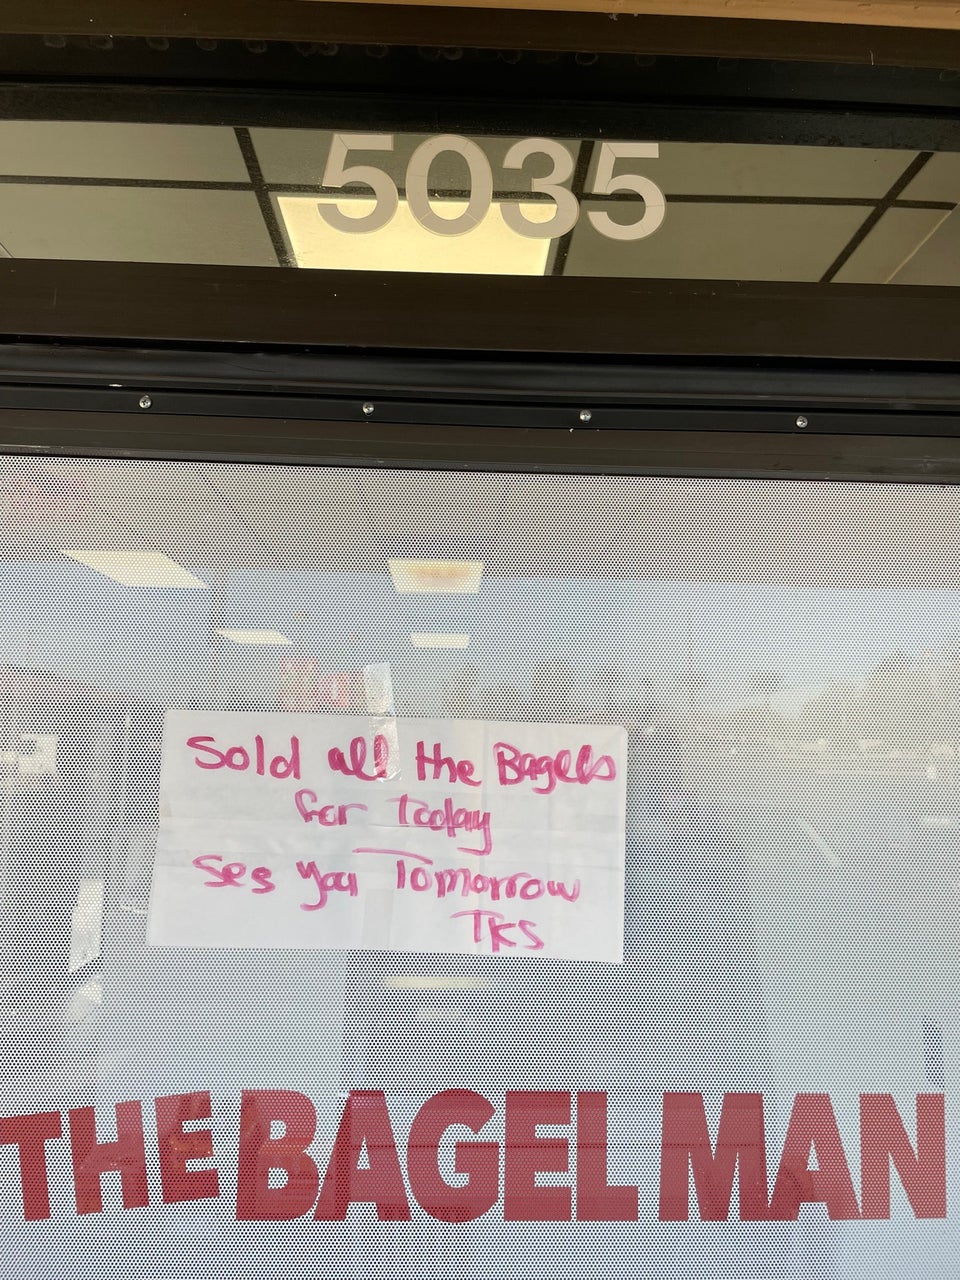 5035
Sold all the Bagels
for Today
Ses you Tomorrow
TKS
THE BAGEL MAN